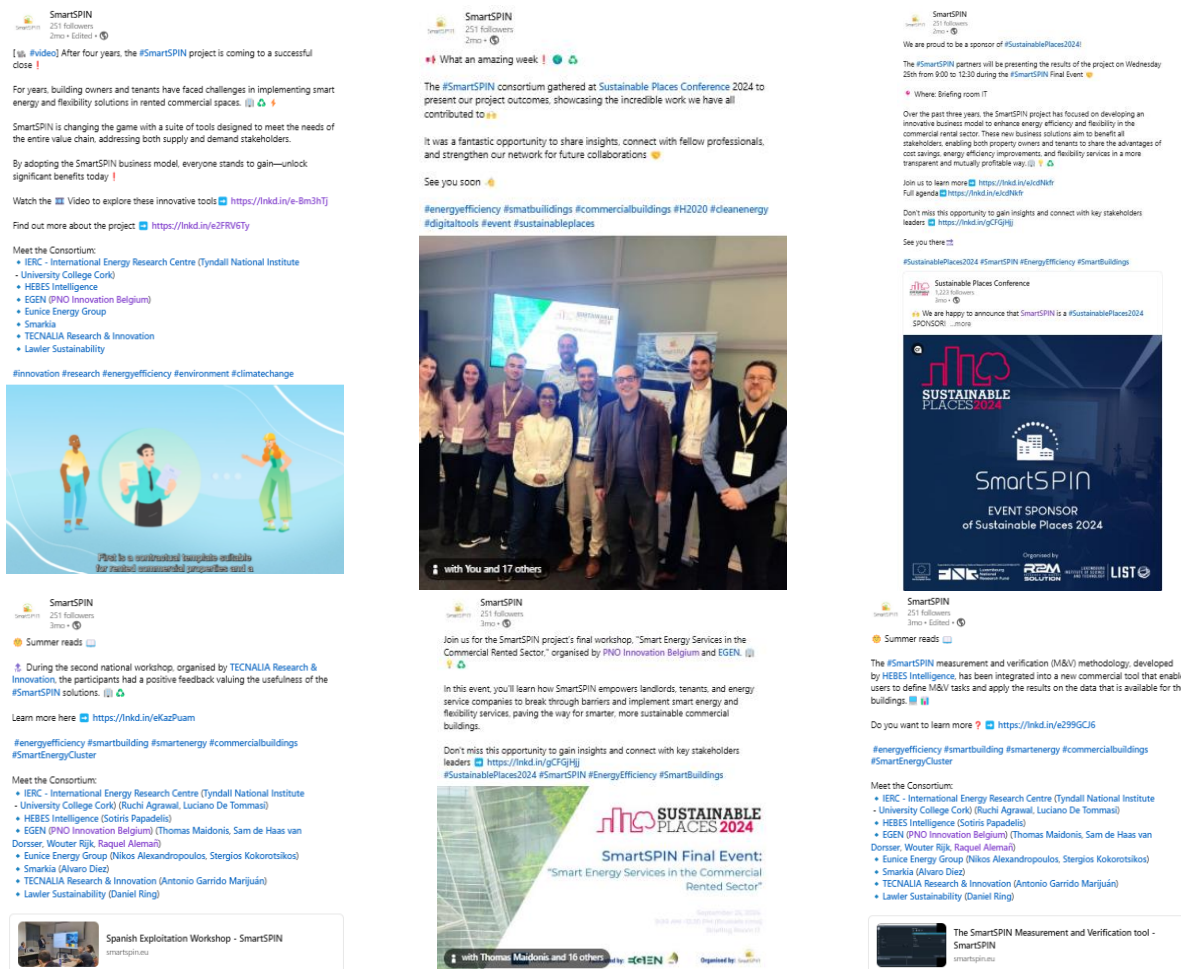 SmartSPIN
251 followers
2mo • Edited •
[📽 #video] After four years, the #SmartSPIN project is coming to a successful
close❗
For years, building owners and tenants have faced challenges in implementing smart
energy and flexibility solutions in rented commercial spaces. 🏢 ♻ ⚡
SmartSPIN is changing the game with a suite of tools designed to meet the needs of
the entire value chain, addressing both supply and demand stakeholders.
By adopting the SmartSPIN business model, everyone stands to gain—unlock
significant benefits today❗
Watch the 🎞 Video to explore these innovative tools➡ https://lnkd.in/e-Bm3hTj
Find out more about the project ➡ https://lnkd.in/e2FRV6Ty
Meet the Consortium:
🔹 IERC - International Energy Research Centre (Tyndall National Institute
- University College Cork)
🔹 HEBES Intelligence
🔹 EGEN (PNO Innovation Belgium)
🔹 Eunice Energy Group
🔹 Smarkia
🔹 TECNALIA Research & Innovation
🔹 Lawler Sustainability
#innovation #research #energyefficiency #environment #climatechange
First is a contractual template suitable
for rented commercial properties and a
SmartSPIN
251 followers
2mo •
What an amazing week❗ 🌍 ♻
The #SmartSPIN consortium gathered at Sustainable Places Conference 2024 to
present our project outcomes, showcasing the incredible work we have all
contributed to🙌
It was a fantastic opportunity to share insights, connect with fellow professionals,
and strengthen our network for future collaborations 🤝
See you soon 👋
#energyefficiency #smatbuilidings #commercialbuildings #H2020 #cleanenergy
#digitaltools #event #sustainableplaces
with You and 17 others
SmartSPIN
251 followers
2mo •
We are proud to be a sponsor of #SustainablePlaces2024!
The #SmartSPIN partners will be presenting the results of the project on Wednesday
25th from 9:00 to 12:30 during the #SmartSPIN Final Event 🤝
📍 Where: Briefing room IT
Over the past three years, the SmartSPIN project has focused on developing an
innovative business model to enhance energy efficiency and flexibility in the
commercial rental sector. These new business solutions aim to benefit all
stakeholders, enabling both property owners and tenants to share the advantages of
cost savings, energy efficiency improvements, and flexibility services in a more
transparent and mutually profitable way.🏢 💡 ♻
Join us to learn more➡ https://lnkd.in/eJcdNkfr
Full agenda➡https://lnkd.in/eJcdNkfr
Don't miss this opportunity to gain insights and connect with key stakeholders
leaders ➡ https://lnkd.in/gCFGjHjj
See you there
#SustainablePlaces2024 #SmartSPIN #EnergyEfficiency #SmartBuildings
Sustainable Places Conference
1,223 followers
3mo •
🙌 We are happy to announce that SmartSPIN is a #SustainablePlaces2024
SPONSOR! ...more
SUSTAINABLE
PLACES2024
SmartSPIN
EVENT SPONSOR
of Sustainable Places 2024
Organised by
Luxembourg
National
Research Fund
R2M
SOLUTION
LIST
SmartSPIN
251 followers
3mo •
🌞 Summer reads 📖
During the second national workshop, organised by TECNALIA Research &
Innovation, the participants had a positive feedback valuing the usefulness of the
#SmartSPIN solutions. 🏢 ♻
Learn more here ➡ https://lnkd.in/eKazPuam
#energyefficiency #smartbuilding #smartenergy #commercialbuildings
#SmartEnergyCluster
Meet the Consortium:
🔹 IERC - International Energy Research Centre (Tyndall National Institute
- University College Cork) (Ruchi Agrawal, Luciano De Tommasi)
🔹 HEBES Intelligence (Sotiris Papadelis)
🔹 EGEN (PNO Innovation Belgium) (Thomas Maidonis, Sam de Haas van
Dorsser, Wouter Rijk, Raquel Alemañ)
🔹 Eunice Energy Group (Nikos Alexandropoulos, Stergios Kokorotsikos)
🔹 Smarkia (Alvaro Díez)
🔹 TECNALIA Research & Innovation (Antonio Garrido Marijuán)
🔹 Lawler Sustainability (Daniel Ring)
Spanish Exploitation Workshop - SmartSPIN
smartspin.eu
SmartSPIN
251 followers
3mo •
Join us for the SmartSPIN project's final workshop, "Smart Energy Services in the
Commercial Rented Sector," organised by PNO Innovation Belgium and EGEN. 🏢
💡 ♻
In this event, you'll learn how SmartSPIN empowers landlords, tenants, and energy
service companies to break through barriers and implement smart energy and
flexibility services, paving the way for smarter, more sustainable commercial
buildings.
Don't miss this opportunity to gain insights and connect with key stakeholders
leaders ➡ https://lnkd.in/gCFGjHjj
#SustainablePlaces2024 #SmartSPIN #EnergyEfficiency #SmartBuildings
SUSTAINABLE
PLACES 2024
SmartSPIN Final Event:
"Smart Energy Services in the Commercial
Rented Sector"
with Thomas Maidonis and 16 others
EGEN
Organised by:
SmartSPIN
251 followers
3mo • Edited •
🌞 Summer reads 📖
The #SmartSPIN measurement and verification (M&V) methodology, developed
by HEBES Intelligence, has been integrated into a new commercial tool that enable
users to define M&V tasks and apply the results on the data that is available for th
buildings. 🏢 📊
Do you want to learn more ❓ ➡ https://lnkd.in/e299GCJ6
#energyefficiency #smartbuilding #smartenergy #commercialbuildings
#SmartEnergyCluster
Meet the Consortium:
🔹 IERC - International Energy Research Centre (Tyndall National Institute
- University College Cork) (Ruchi Agrawal, Luciano De Tommasi)
🔹 HEBES Intelligence (Sotiris Papadelis)
🔹 EGEN (PNO Innovation Belgium) (Thomas Maidonis, Sam de Haas van
Dorsser, Wouter Rijk, Raquel Alemañ)
🔹 Eunice Energy Group (Nikos Alexandropoulos, Stergios Kokorotsikos)
🔹 Smarkia (Alvaro Díez)
🔹 TECNALIA Research & Innovation (Antonio Garrido Marijuán)
🔹 Lawler Sustainability (Daniel Ring)
The SmartSPIN Measurement and Verification tool -
SmartSPIN
smartspin.eu